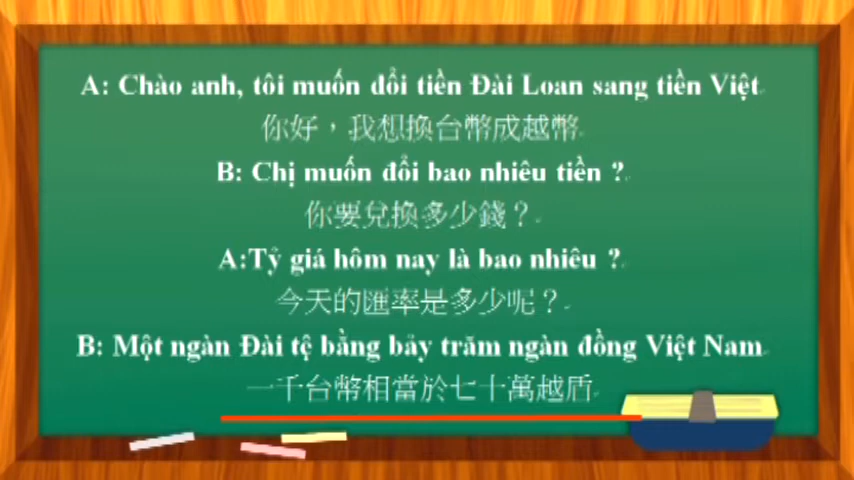 A: Chào anh, tôi muốn đổi tiền Đài Loan sang tiền Việt
你好，我想換台幣成越幣
B: Chị muốn đổi bao nhiêu tiền ?
你要兌換多少錢？
A:Tỷ giá hôm nay là bao nhiêu ?
今天的匯率是多少呢？
B: Một ngàn Đài tệ bằng bảy trăm ngàn đồng Việt Nam
一千台幣相當於七十萬越盾